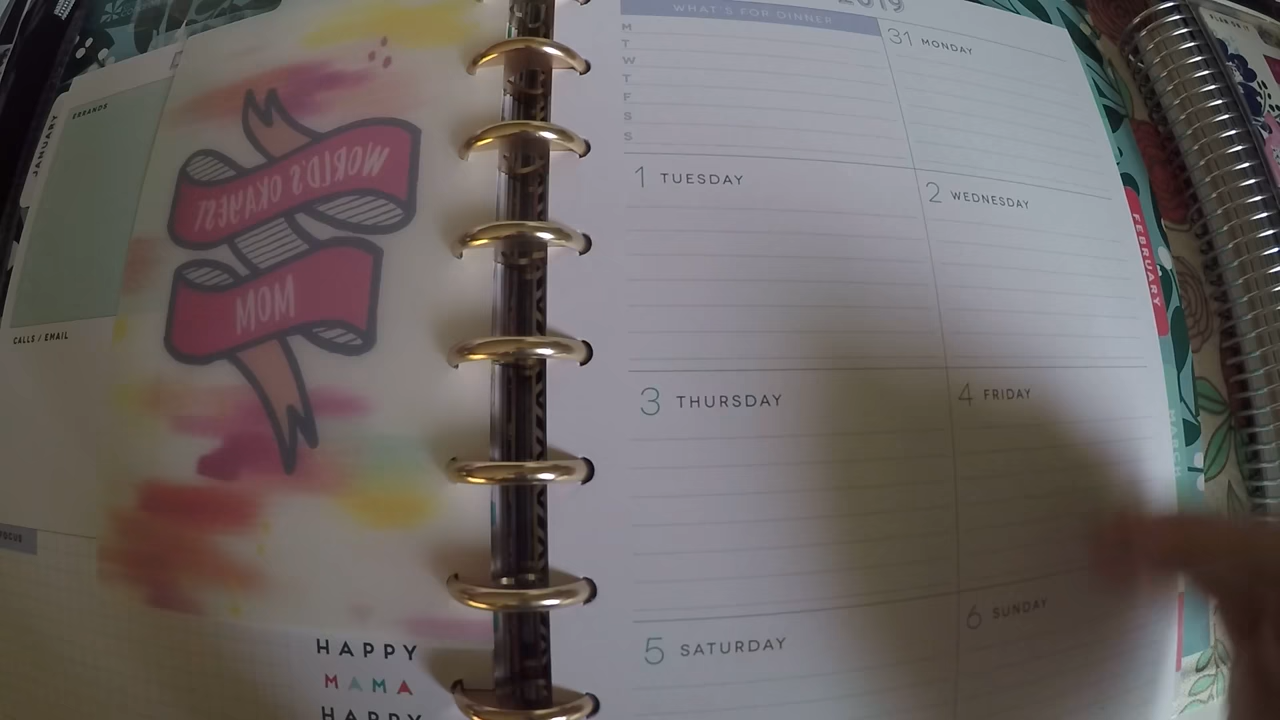 JANUARY
ERRANDS
CALLS / EMAIL
FOCUS
WORLD'S OKAYEST
MOM
HAPPY
MAMA
HAPPY
2019
WHAT'S FOR DINNER
M
T
W
T
F
S
S
31 MONDAY
1 TUESDAY
2 WEDNESDAY
3 THURSDAY
4 FRIDAY
5 SATURDAY
6 SUNDAY
FEBRUARY